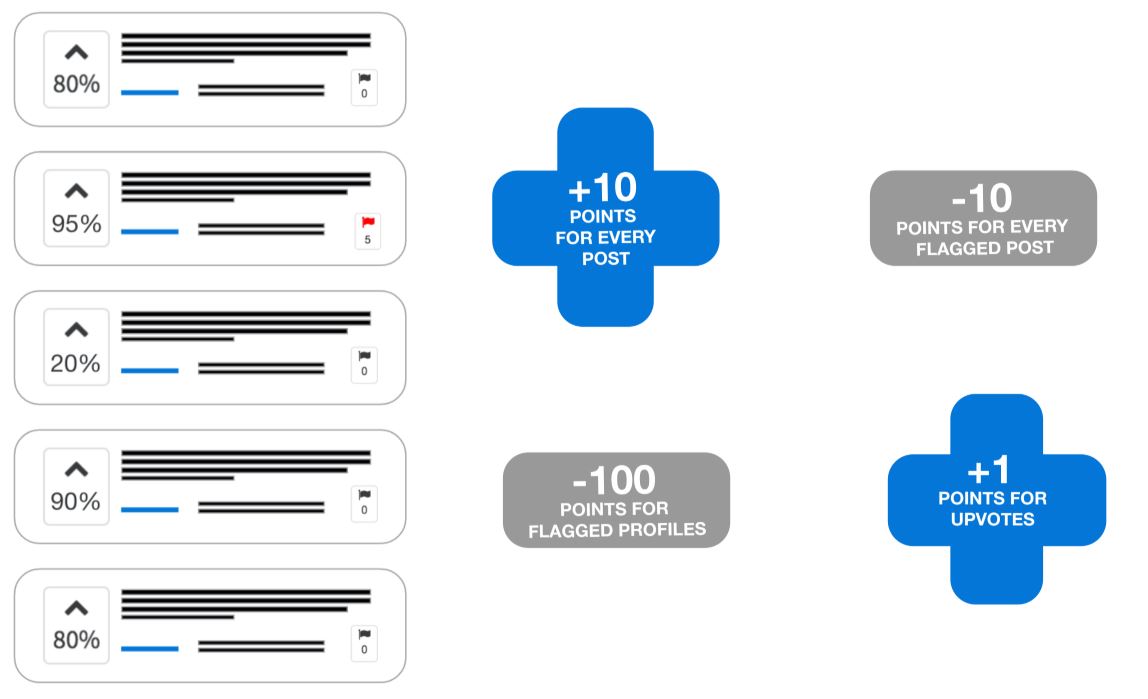 80%
0
95%
5
20%
0
90%
0
80%
0
+10
POINTS
FOR EVERY
POST
-10
POINTS FOR EVERY
FLAGGED POST
-100
POINTS FOR
FLAGGED PROFILES
+1
POINTS FOR
UPVOTES